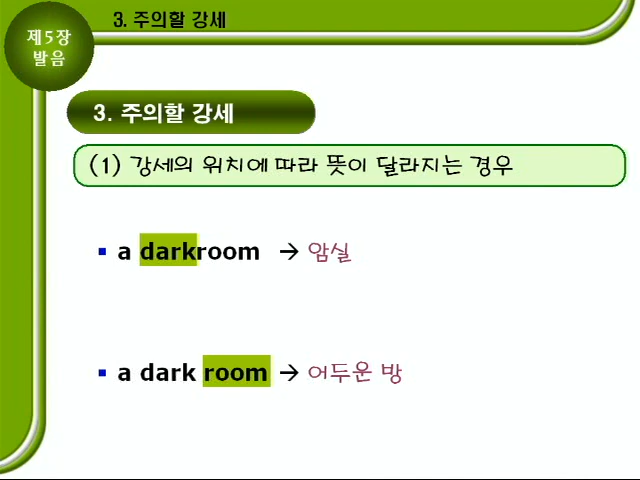 3. 주의할 강세
제5장
발음
3. 주의할 강세
(1) 강세의 위치에 따라 뜻이 달라지는 경우
▪ a darkroom → 암실
▪ a dark room → 어두운 방